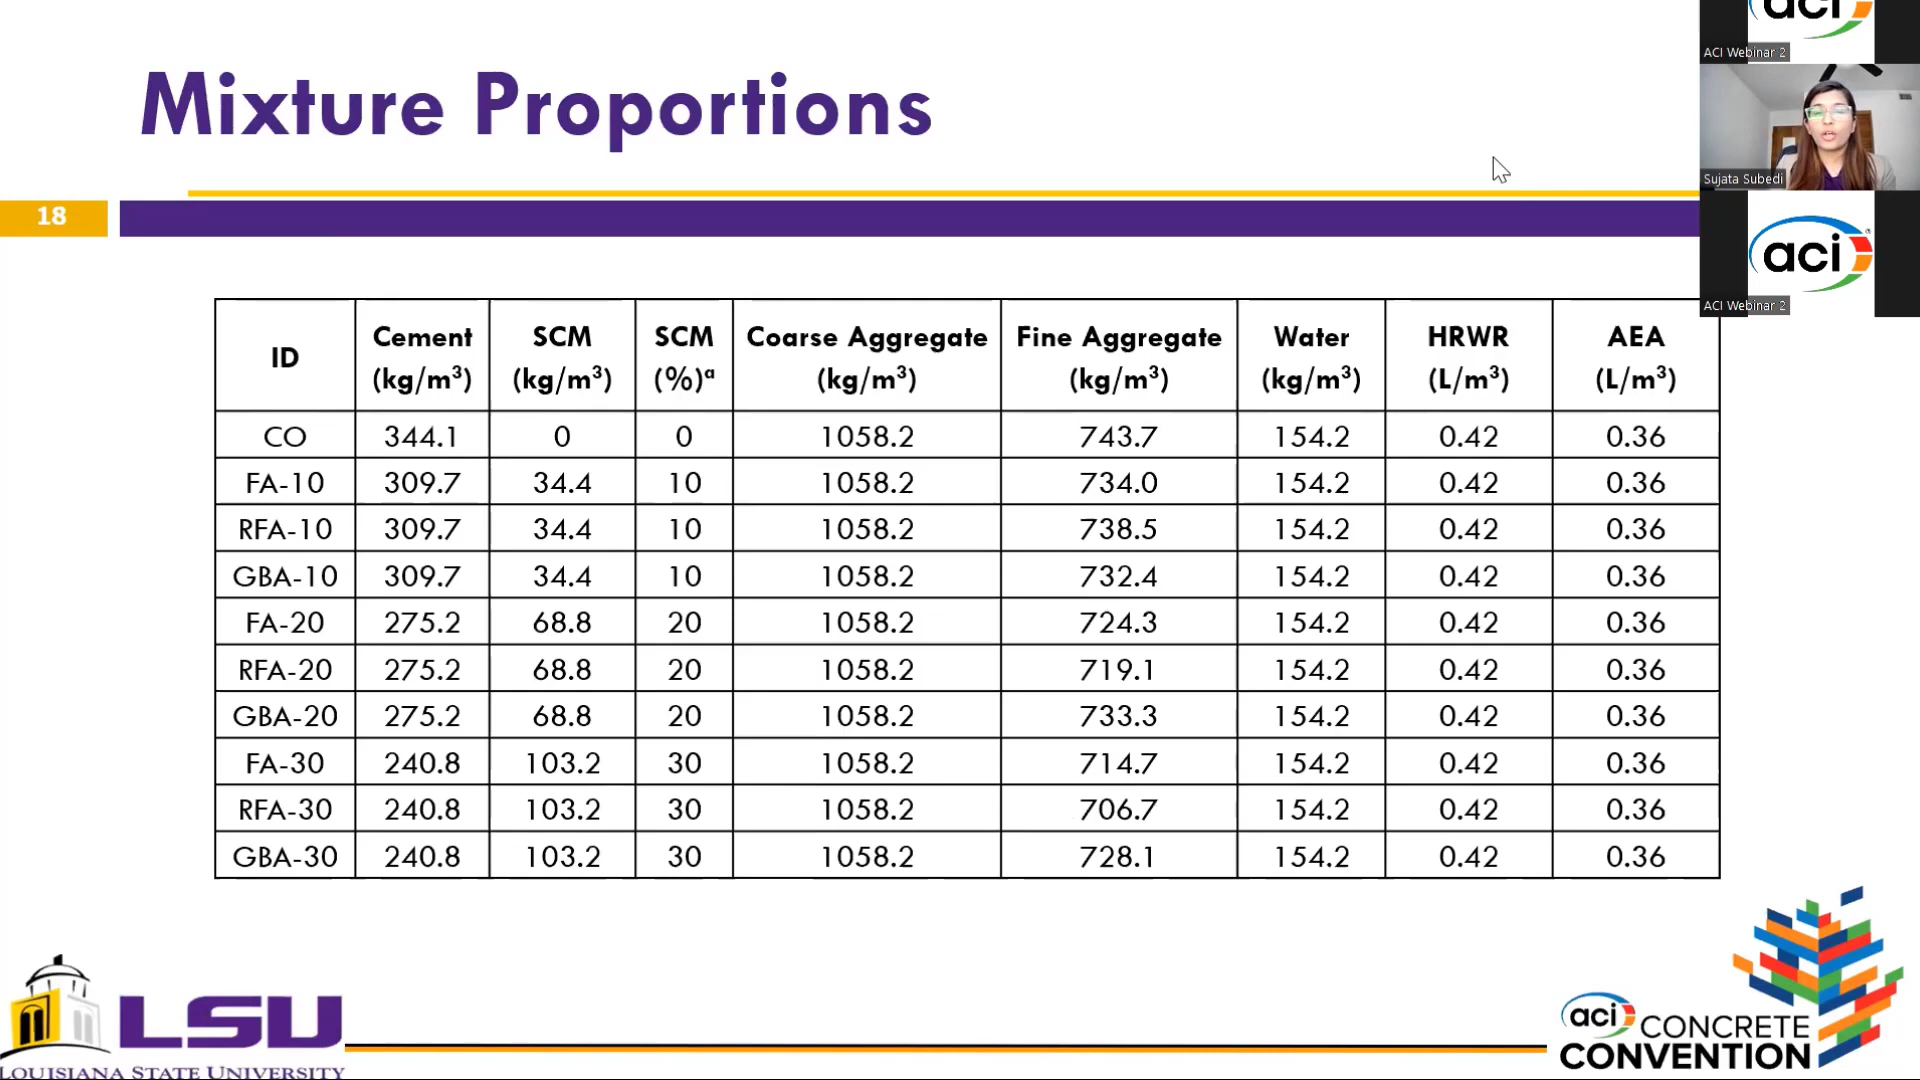 Mixture Proportions
18
ID Cement (kg/m³) SCM (kg/m³) SCM (%)ᵃ Coarse Aggregate (kg/m³) Fine Aggregate (kg/m³) Water (kg/m³) HRWR (L/m³) AEA (L/m³)
CO 344.1 0 0 1058.2 743.7 154.2 0.42 0.36
FA-10 309.7 34.4 10 1058.2 734.0 154.2 0.42 0.36
RFA-10 309.7 34.4 10 1058.2 738.5 154.2 0.42 0.36
GBA-10 309.7 34.4 10 1058.2 732.4 154.2 0.42 0.36
FA-20 275.2 68.8 20 1058.2 724.3 154.2 0.42 0.36
RFA-20 275.2 68.8 20 1058.2 719.1 154.2 0.42 0.36
GBA-20 275.2 68.8 20 1058.2 733.3 154.2 0.42 0.36
FA-30 240.8 103.2 30 1058.2 714.7 154.2 0.42 0.36
RFA-30 240.8 103.2 30 1058.2 706.7 154.2 0.42 0.36
GBA-30 240.8 103.2 30 1058.2 728.1 154.2 0.42 0.36
aci
ACI Webinar 2
Sujata Subedi
aci®
ACI Webinar 2
LSU
LOUISIANA STATE UNIVERSITY
aci CONCRETE
CONVENTION